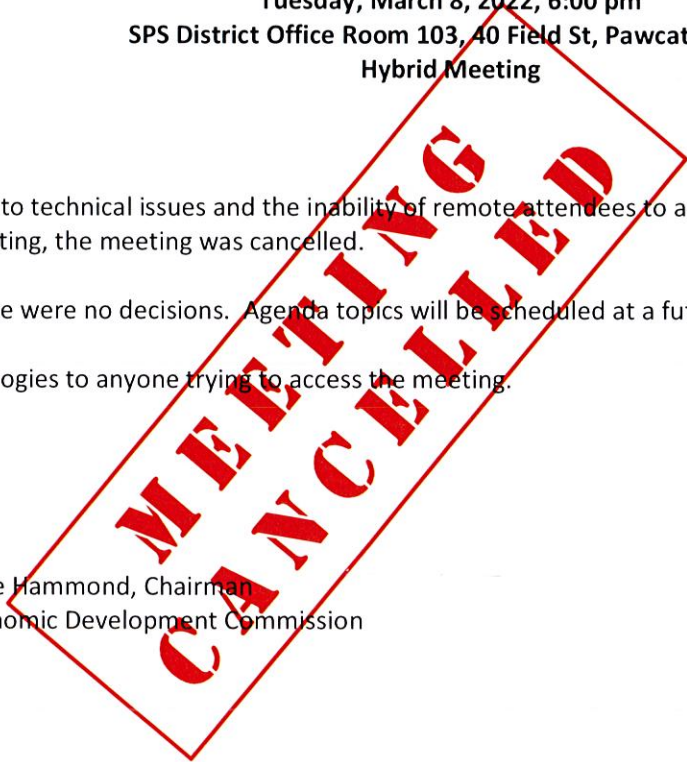 Tuesday, March 8, 2022, 6:00 pm
SPS District Office Room 103, 40 Field St, Pawcat
Hybrid Meeting
to technical issues and the inability of remote attendees to a
ting, the meeting was cancelled.
e were no decisions. Agenda topics will be scheduled at a fu
ogies to anyone trying to access the meeting.
e Hammond, Chairman
nomic Development Commission
MEETING
CANCELLED